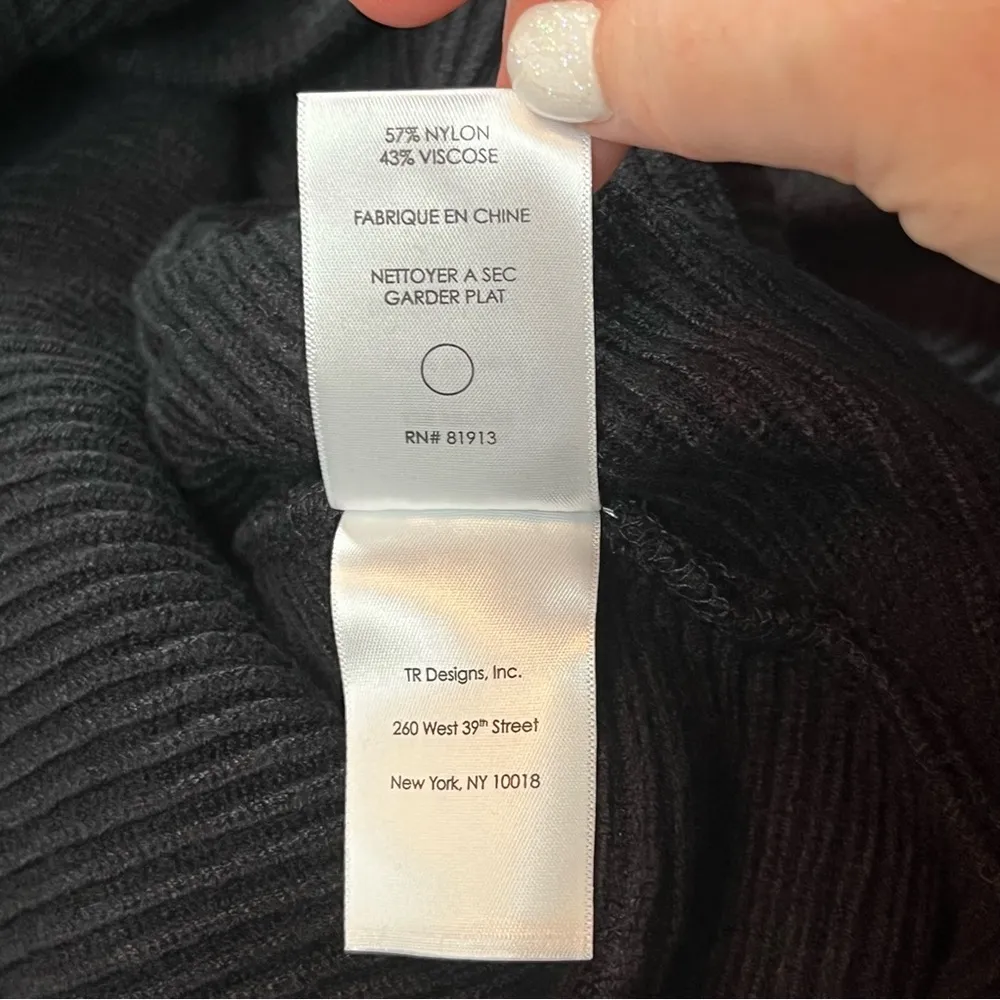 57% NYLON
43% VISCOSE
FABRIQUE EN CHINE
NETTOYER A SEC
GARDER PLAT
RN# 81913
TR Designs, Inc.
260 West 39th Street
New York, NY 10018